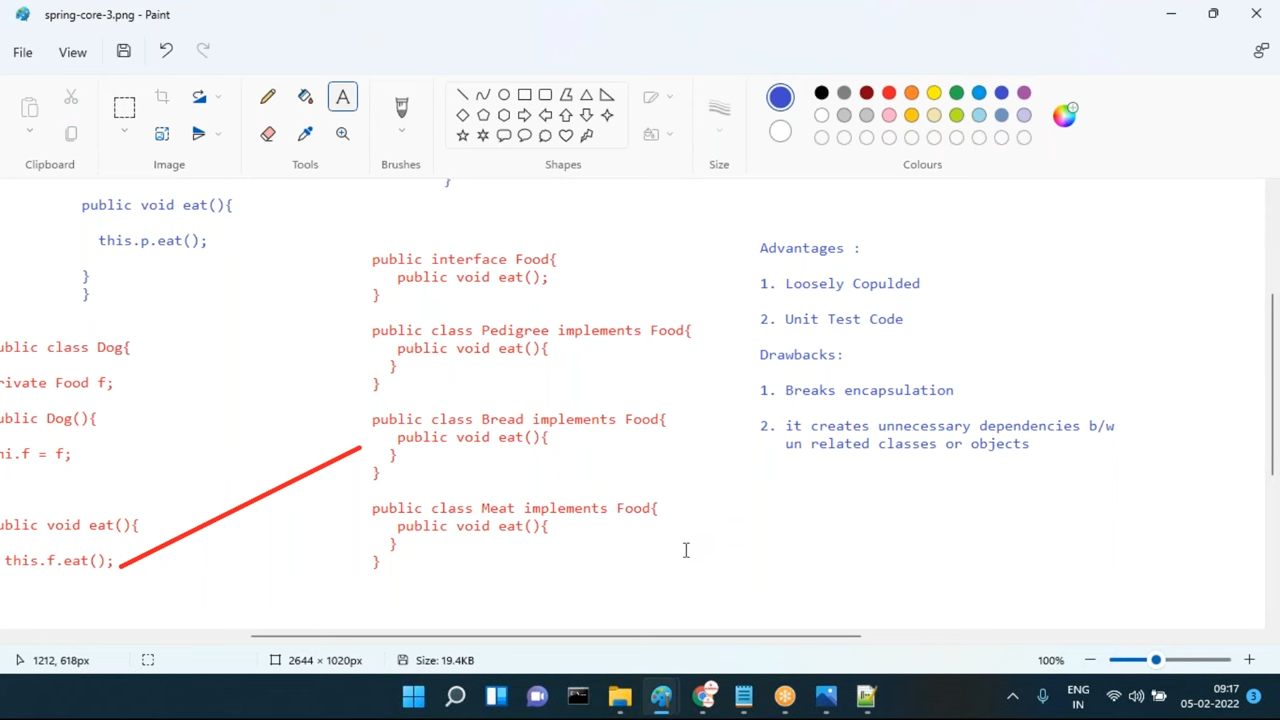 spring-core-3.png - Paint
File View
Clipboard Image Tools Brushes Shapes Size Colours
}
public void eat(){
this.p.eat();
}
}
ublic class Dog{
rivate Food f;
ublic Dog(){
hi.f = f;
ublic void eat(){
this.f.eat();
public interface Food{
public void eat();
}
public class Pedigree implements Food{
public void eat(){
}
}
public class Bread implements Food{
public void eat(){
}
}
public class Meat implements Food{
public void eat(){
}
}
Advantages :
1. Loosely Copulded
2. Unit Test Code
Drawbacks:
1. Breaks encapsulation
2. it creates unnecessary dependencies b/w
un related classes or objects
1212, 618px 2644 × 1020px Size: 19.4KB 100%
ENG
IN
09:17
05-02-2022
3